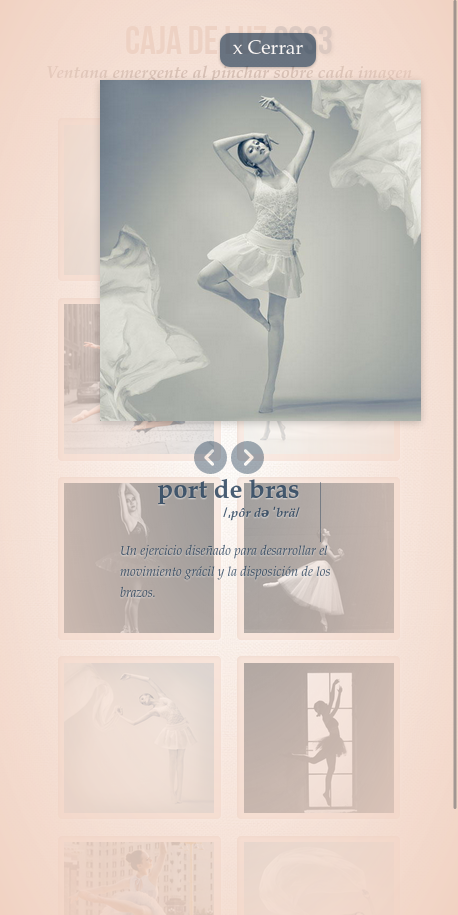 CAJA DE LUZ CSS3
x Cerrar
Ventana emergente al pinchar sobre cada imagen
port de bras
/ˌpôr də ˈbrä/
Un ejercicio diseñado para desarrollar el
movimiento grácil y la disposición de los
brazos.